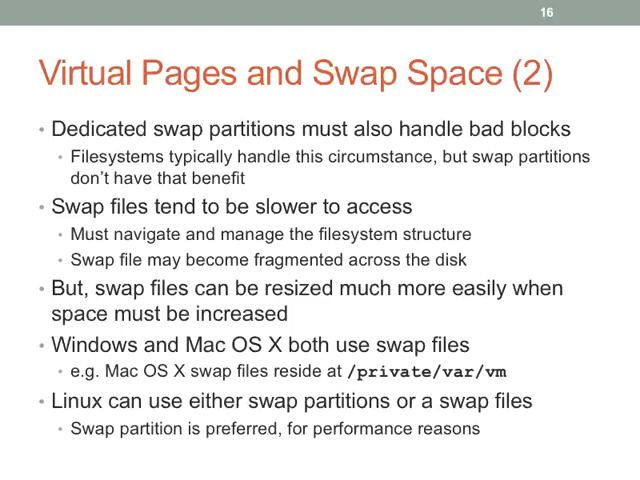 16
Virtual Pages and Swap Space (2)
• Dedicated swap partitions must also handle bad blocks
• Filesystems typically handle this circumstance, but swap partitions
don't have that benefit
• Swap files tend to be slower to access
• Must navigate and manage the filesystem structure
• Swap file may become fragmented across the disk
• But, swap files can be resized much more easily when
space must be increased
• Windows and Mac OS X both use swap files
• e.g. Mac OS X swap files reside at /private/var/vm
• Linux can use either swap partitions or a swap files
• Swap partition is preferred, for performance reasons